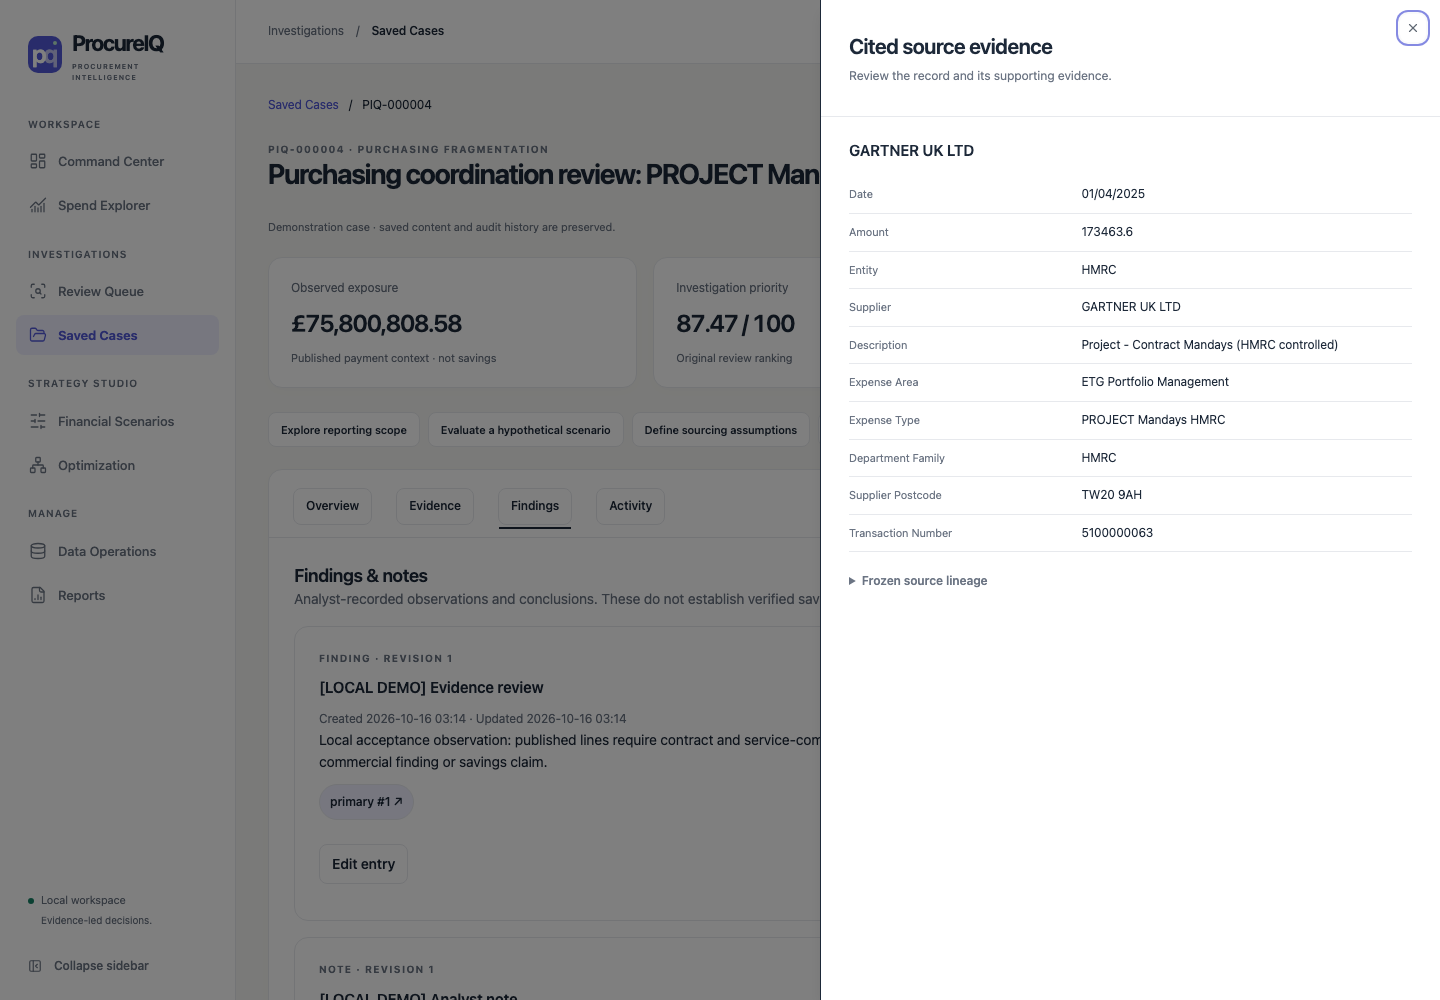 pq
ProcureIQ
PROCUREMENT
INTELLIGENCE
WORKSPACE
Command Center
Spend Explorer
INVESTIGATIONS
Review Queue
Saved Cases
STRATEGY STUDIO
Financial Scenarios
Optimization
MANAGE
Data Operations
Reports
Local workspace
Evidence-led decisions.
Collapse sidebar
Investigations / Saved Cases
Saved Cases / PIQ-000004
PIQ-000004 · PURCHASING FRAGMENTATION
Purchasing coordination review: PROJECT Man
Demonstration case · saved content and audit history are preserved.
Observed exposure
£75,800,808.58
Published payment context · not savings
Investigation priority
87.47 / 100
Original review ranking
Explore reporting scope
Evaluate a hypothetical scenario
Define sourcing assumptions
Overview
Evidence
Findings
Activity
Findings & notes
Analyst-recorded observations and conclusions. These do not establish verified sav
FINDING · REVISION 1
[LOCAL DEMO] Evidence review
Created 2026-10-16 03:14 · Updated 2026-10-16 03:14
Local acceptance observation: published lines require contract and service-com
commercial finding or savings claim.
primary #1 ↗
Edit entry
NOTE · REVISION 1
[LOCAL DEMO] Analyst note
Cited source evidence
Review the record and its supporting evidence.
×
GARTNER UK LTD
Date 01/04/2025
Amount 173463.6
Entity HMRC
Supplier GARTNER UK LTD
Description Project - Contract Mandays (HMRC controlled)
Expense Area ETG Portfolio Management
Expense Type PROJECT Mandays HMRC
Department Family HMRC
Supplier Postcode TW20 9AH
Transaction Number 5100000063
▶ Frozen source lineage